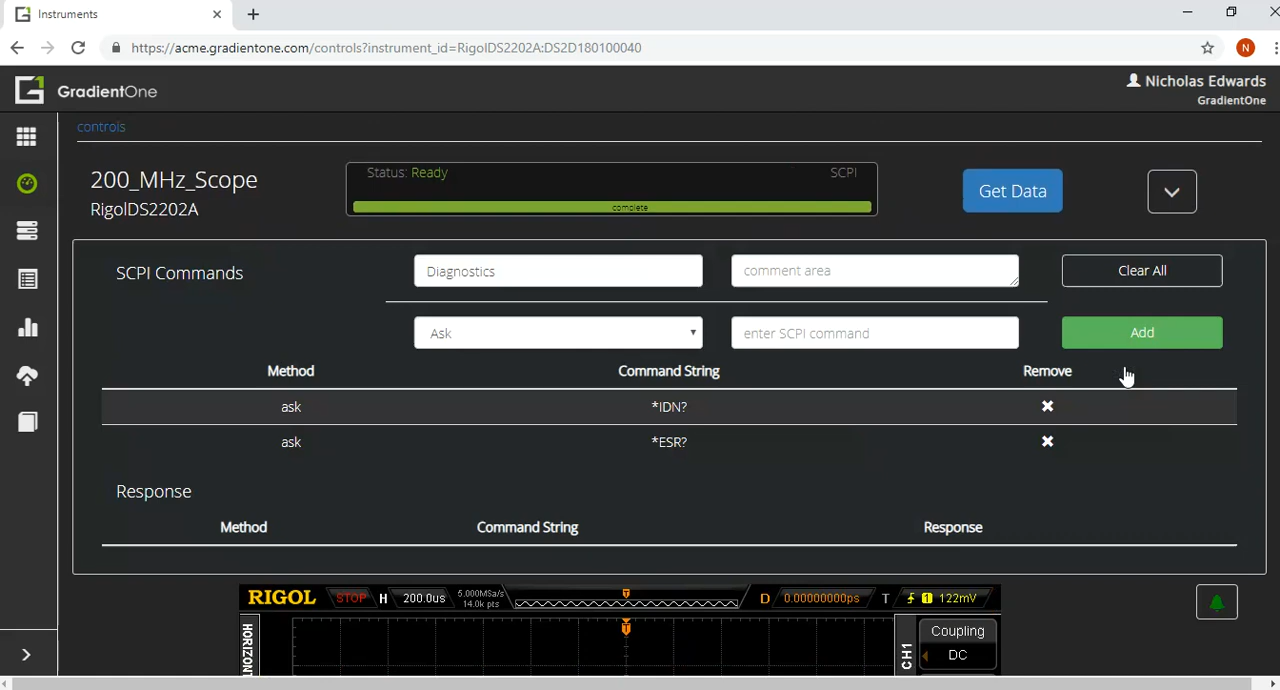 Instruments
https://acme.gradientone.com/controls?instrument_id=RigolDS2202A:DS2D180100040
N
GradientOne
Nicholas Edwards
GradientOne
controls
200_MHz_Scope
RigolDS2202A
Status: Ready
SCPI
complete
Get Data
SCPI Commands
Diagnostics
comment area
Clear All
Ask
enter SCPI command
Add
Method Command String Remove
ask *IDN?
ask *ESR?
Response
Method Command String Response
RIGOL STOP H 200.0us 5.000MSa/s 14.0k pts T D 0.00000000ps T 1 122mV
T
HORIZON
CH1
Coupling
DC